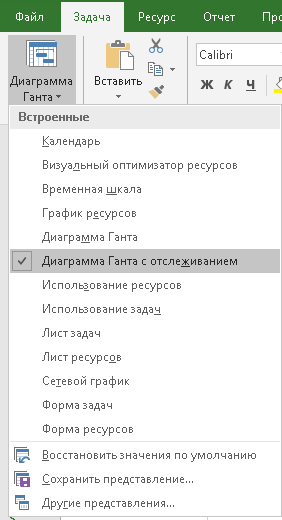 Файл Задача Ресурс Отчет Про
Диаграмма Ганта
Вставить
Calibri
Ж К Ч
Встроенные
Календарь
Визуальный оптимизатор ресурсов
Временная шкала
График ресурсов
Диаграмма Ганта
Диаграмма Ганта с отслеживанием
Использование ресурсов
Использование задач
Лист задач
Лист ресурсов
Сетевой график
Форма задач
Форма ресурсов
Восстановить значения по умолчанию
Сохранить представление...
Другие представления...